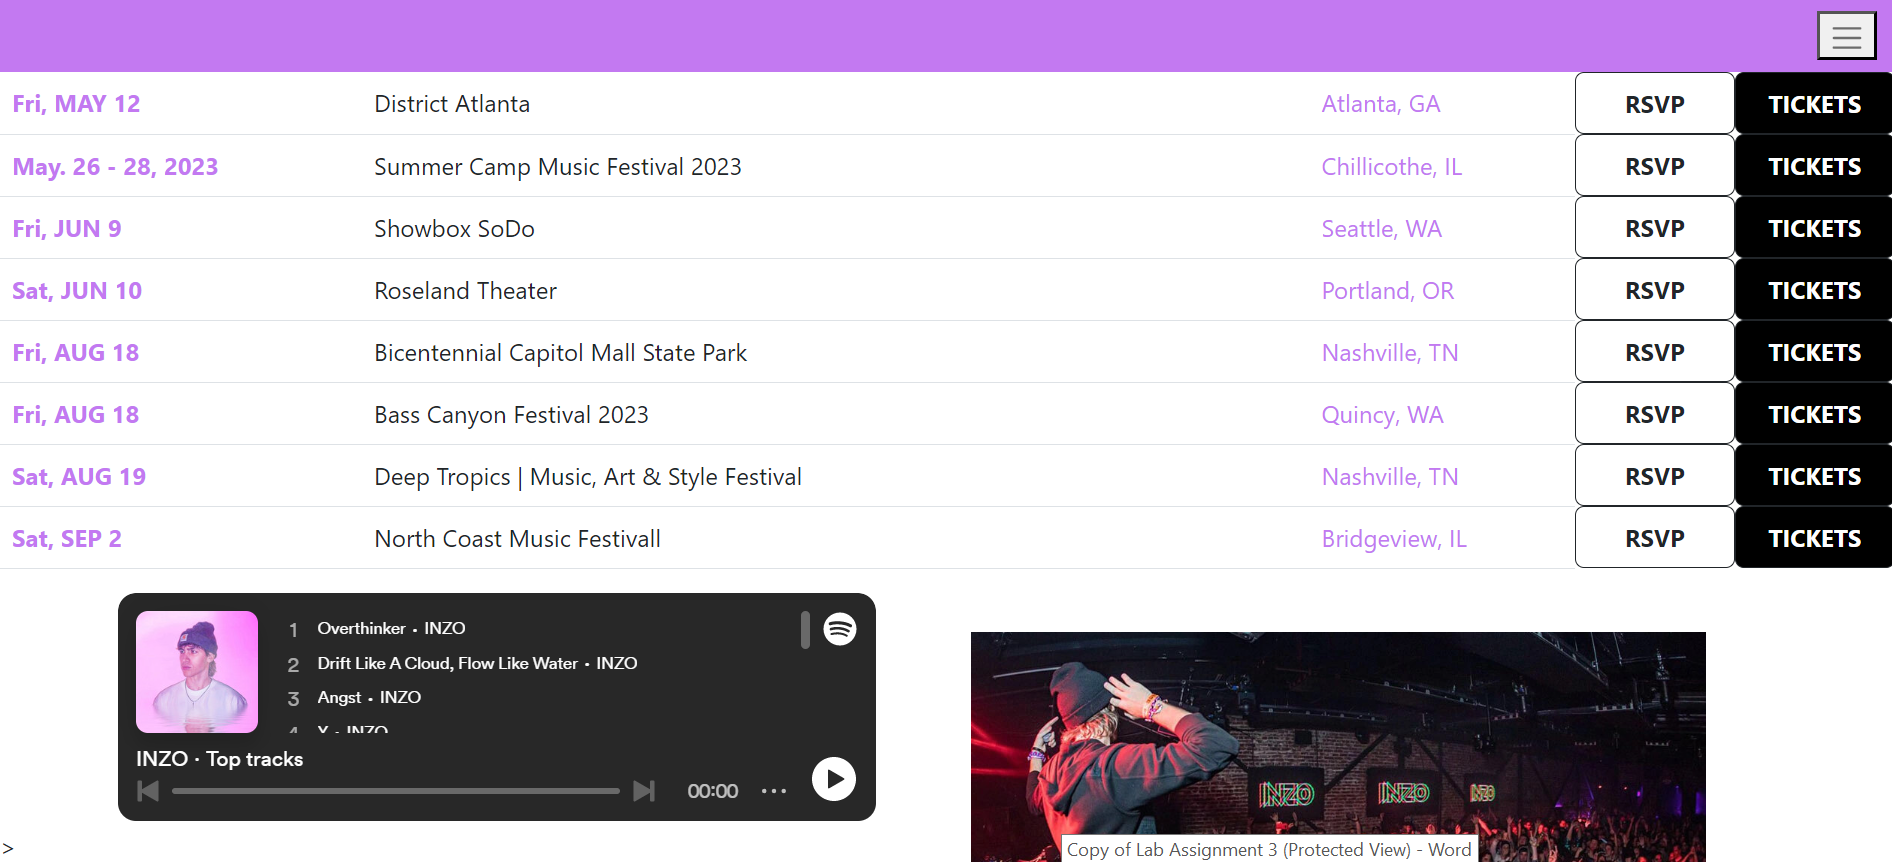 Fri, MAY 12 District Atlanta Atlanta, GA RSVP TICKETS
May. 26 - 28, 2023 Summer Camp Music Festival 2023 Chillicothe, IL RSVP TICKETS
Fri, JUN 9 Showbox SoDo Seattle, WA RSVP TICKETS
Sat, JUN 10 Roseland Theater Portland, OR RSVP TICKETS
Fri, AUG 18 Bicentennial Capitol Mall State Park Nashville, TN RSVP TICKETS
Fri, AUG 18 Bass Canyon Festival 2023 Quincy, WA RSVP TICKETS
Sat, AUG 19 Deep Tropics | Music, Art & Style Festival Nashville, TN RSVP TICKETS
Sat, SEP 2 North Coast Music Festivall Bridgeview, IL RSVP TICKETS
1 Overthinker • INZO
2 Drift Like A Cloud, Flow Like Water • INZO
3 Angst • INZO
4 X • INZO
INZO · Top tracks
00:00
INZO INZO INZO
>
Copy of Lab Assignment 3 (Protected View) - Word